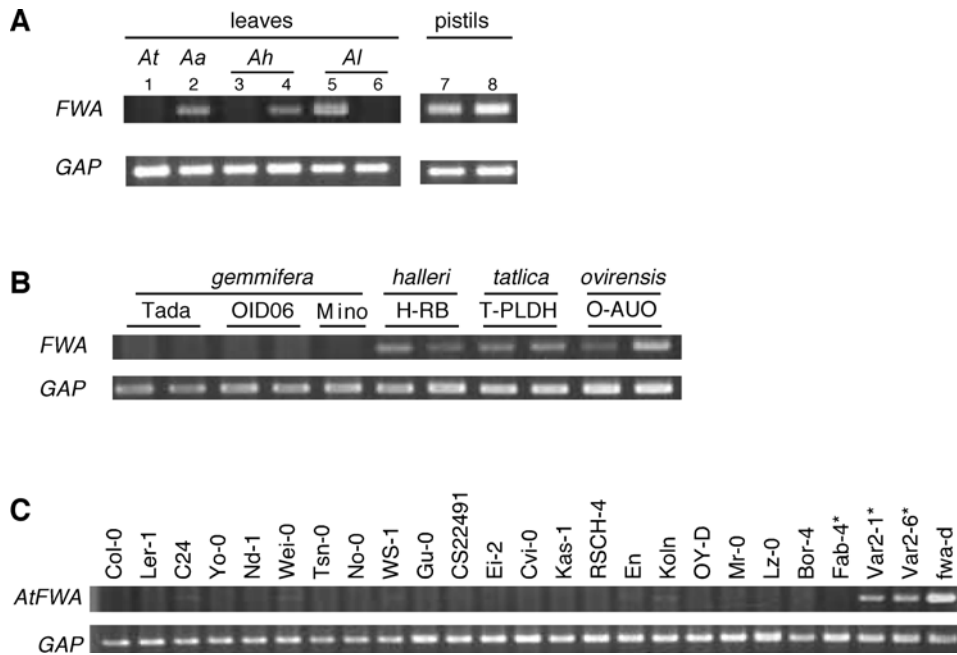 A
leaves pistils
At Aa Ah Al
1 2 3 4 5 6 7 8
FWA
GAP
B
gemmifera halleri tatlica ovirensis
Tada OID06 Mino H-RB T-PLDH O-AUO
FWA
GAP
C
Col-0 Ler-1 C24 Yo-0 Nd-1 Wei-0 Tsn-0 No-0 WS-1 Gu-0 CS22491 Ei-2 Cvi-0 Kas-1 RSCH-4 En Koln OY-D Mr-0 Lz-0 Bor-4 Fab-4* Var2-1* Var2-6* fwa-d
AtFWA
GAP